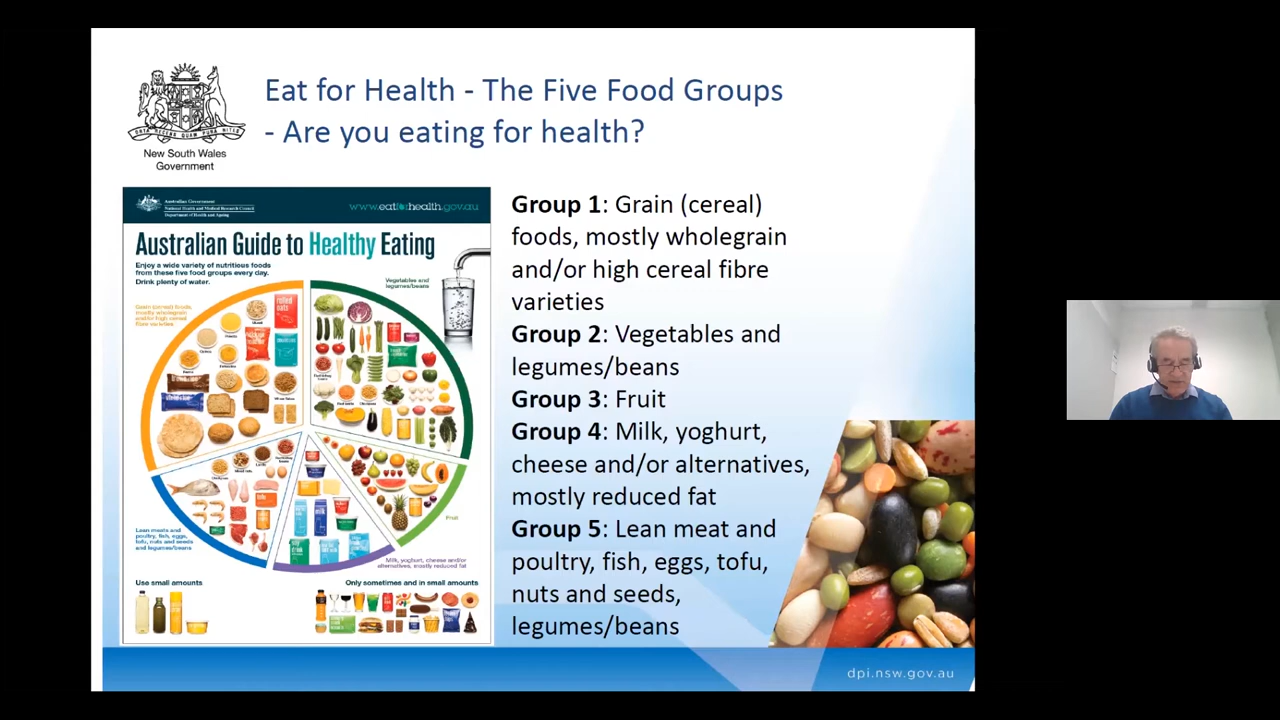 Eat for Health - The Five Food Groups
- Are you eating for health?
New South Wales
Government
Australian Government
National Health and Medical Research Council
Department of Health and Ageing
www.eatforhealth.gov.au
Australian Guide to Healthy Eating
Enjoy a wide variety of nutritious foods
from these five food groups every day.
Drink plenty of water.
Grain (cereal) foods,
mostly wholegrain
and/or high cereal
fibre varieties
Vegetables and
legumes/beans
rolled
oats
Lean meats and
poultry, fish, eggs,
tofu, nuts and seeds
and legumes/beans
Fruit
Milk, yoghurt, cheese and/or
alternatives, mostly reduced fat
Use small amounts
Only sometimes and in small amounts
Group 1: Grain (cereal)
foods, mostly wholegrain
and/or high cereal fibre
varieties
Group 2: Vegetables and
legumes/beans
Group 3: Fruit
Group 4: Milk, yoghurt,
cheese and/or alternatives,
mostly reduced fat
Group 5: Lean meat and
poultry, fish, eggs, tofu,
nuts and seeds,
legumes/beans
dpi.nsw.gov.au